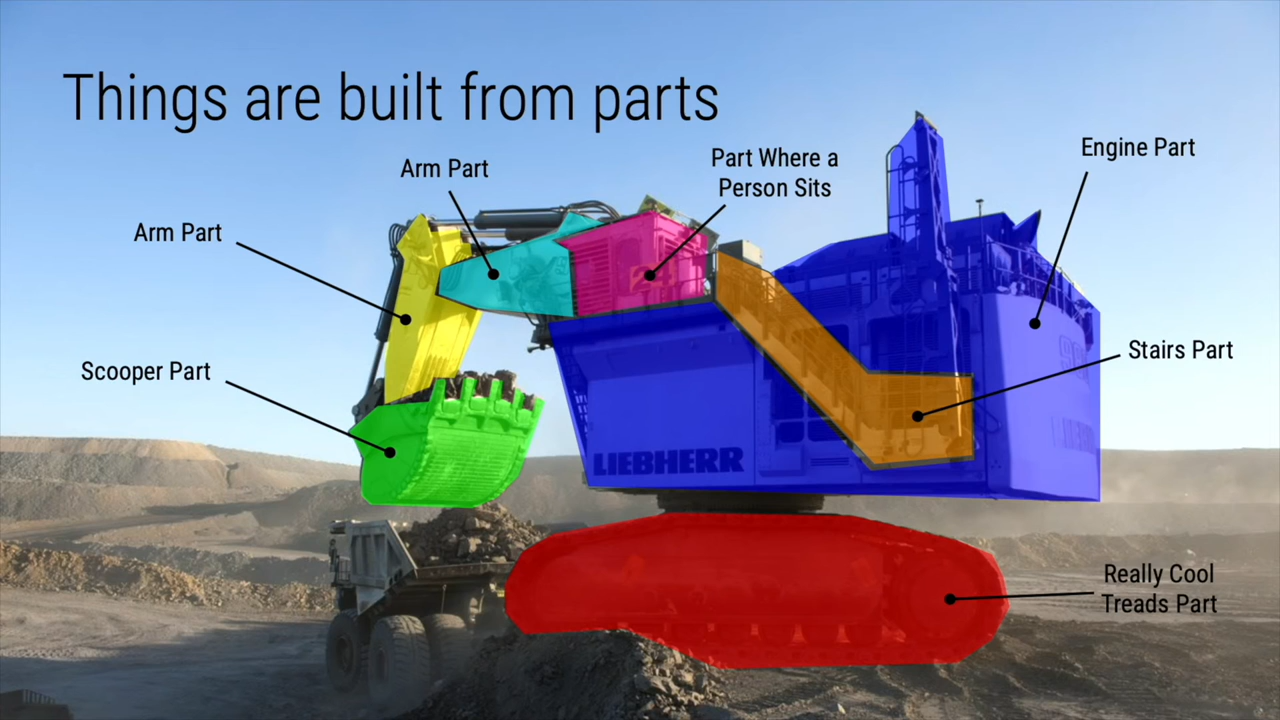 Things are built from parts
Arm Part
Part Where a
Person Sits
Engine Part
Arm Part
Stairs Part
Scooper Part
LIEBHERR
Really Cool
Treads Part